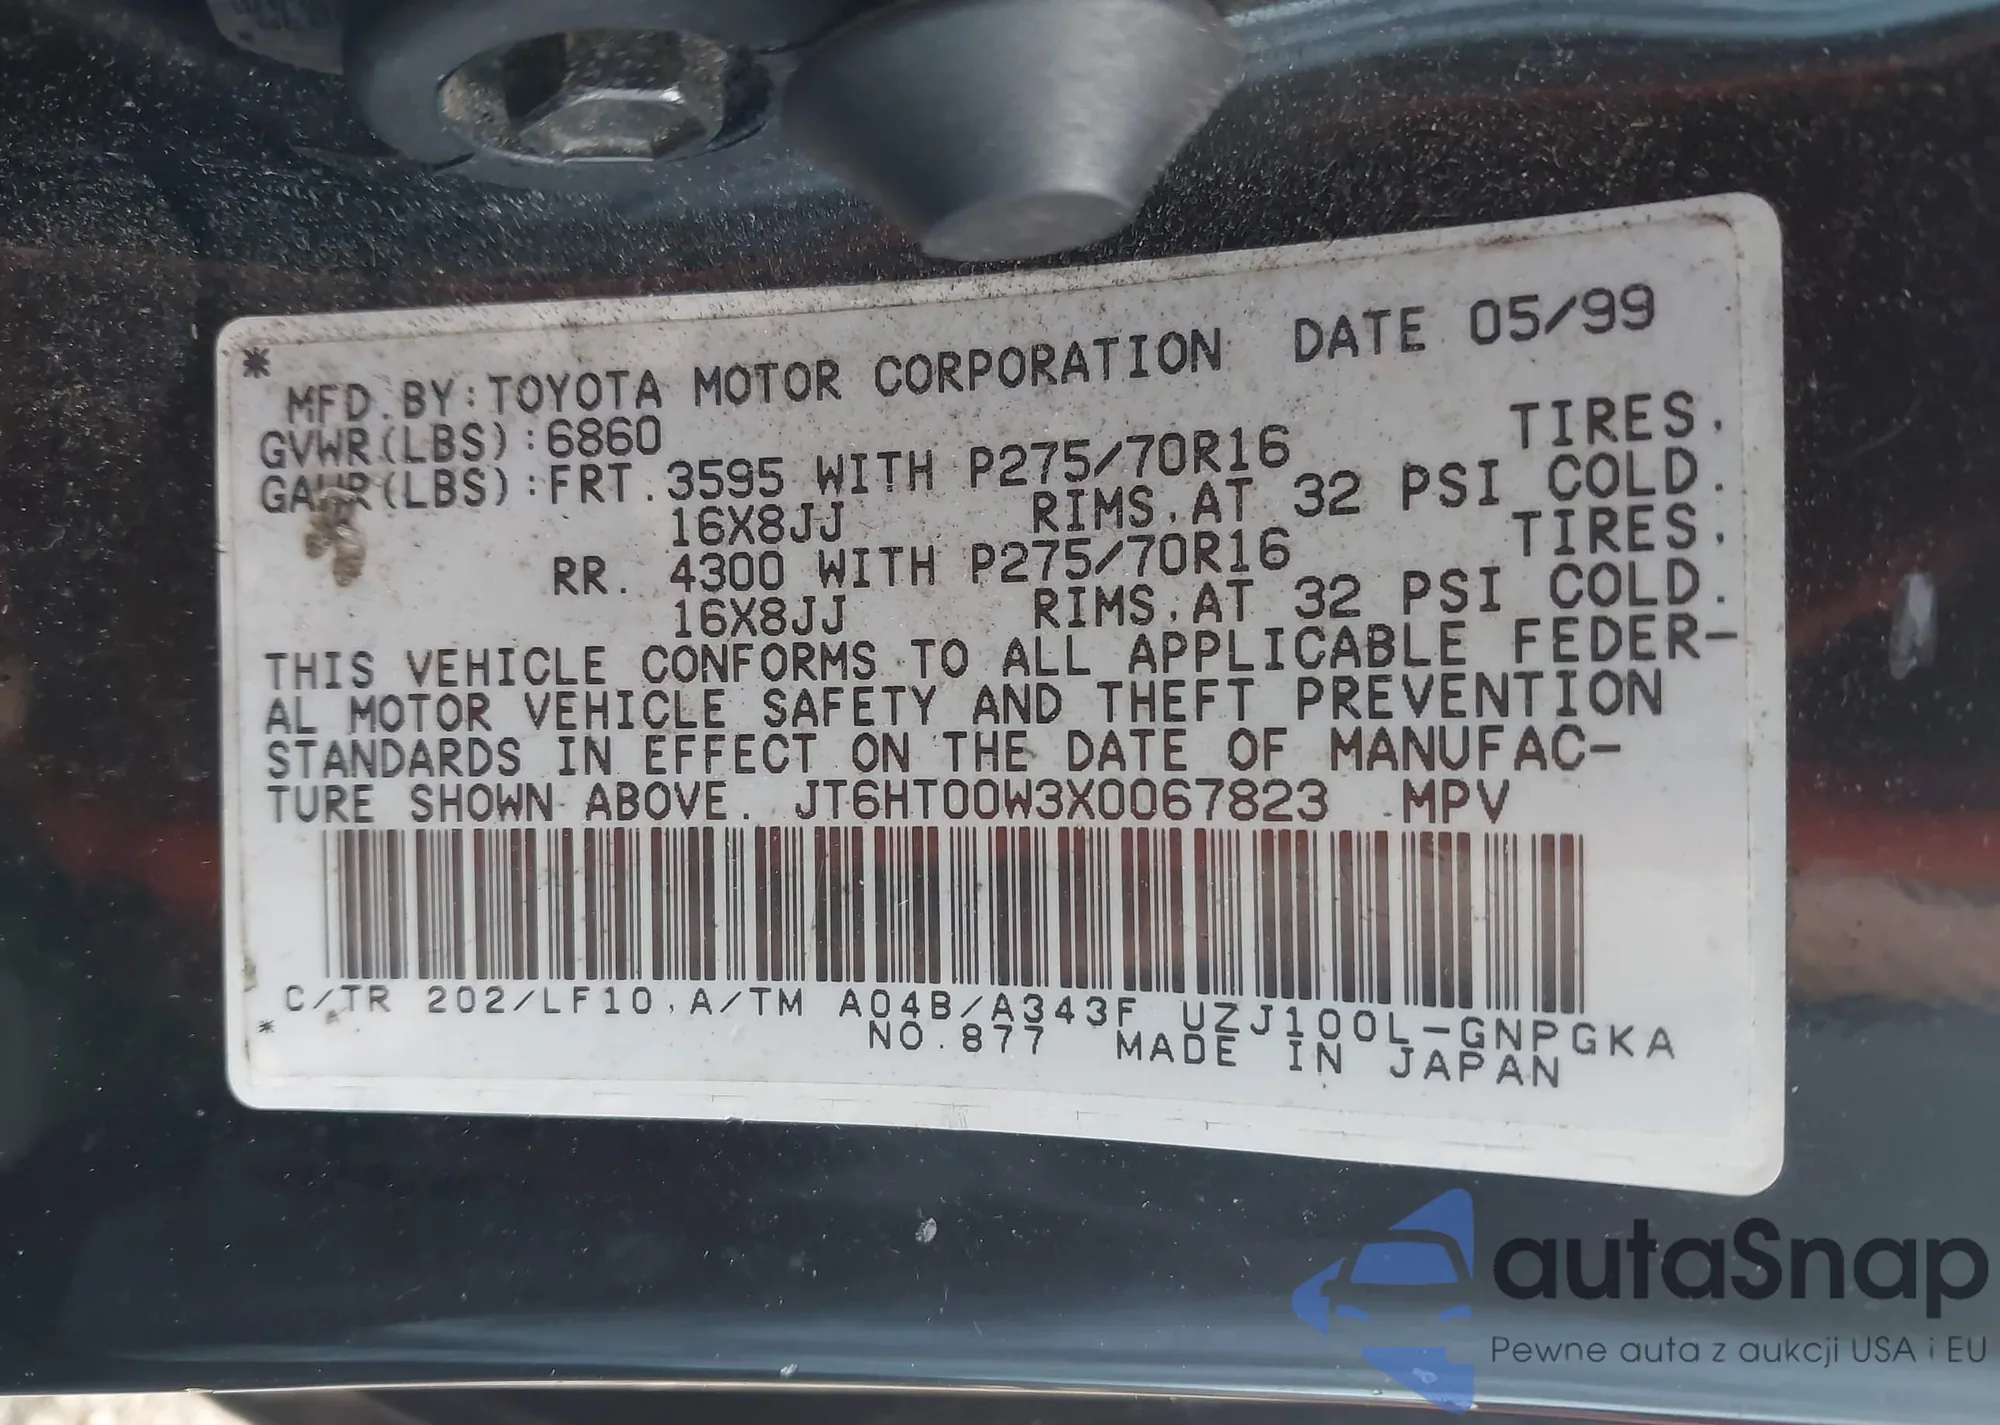 *
MFD.BY:TOYOTA MOTOR CORPORATION DATE 05/99
GVWR(LBS):6860
GAWR(LBS):FRT. 3595 WITH P275/70R16 TIRES.
16X8JJ RIMS,AT 32 PSI COLD.
RR. 4300 WITH P275/70R16 TIRES.
16X8JJ RIMS,AT 32 PSI COLD.
THIS VEHICLE CONFORMS TO ALL APPLICABLE FEDER-
AL MOTOR VEHICLE SAFETY AND THEFT PREVENTION
STANDARDS IN EFFECT ON THE DATE OF MANUFAC-
TURE SHOWN ABOVE. JT6HT00W3X0067823 MPV
C/TR 202/LF10,A/TM A04B/A343F UZJ100L-GNPGKA
* NO.877 MADE IN JAPAN
autaSnap
Pewne auta z aukcji USA i EU